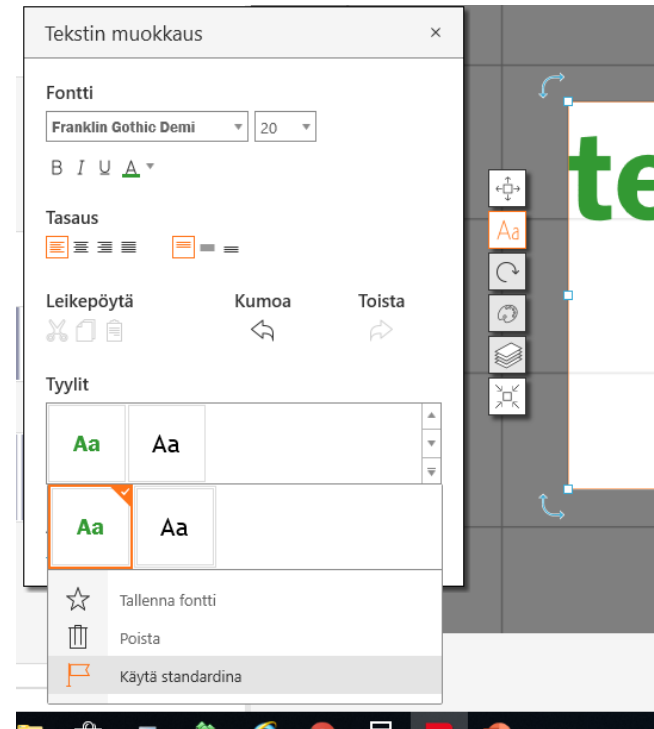 Tekstin muokkaus ×
Fontti
Franklin Gothic Demi 20
B I U A
Tasaus
Leikepöytä Kumoa Toista
Tyylit
Aa Aa
Aa Aa
Tallenna fontti
Poista
Käytä standardina
Aa
te